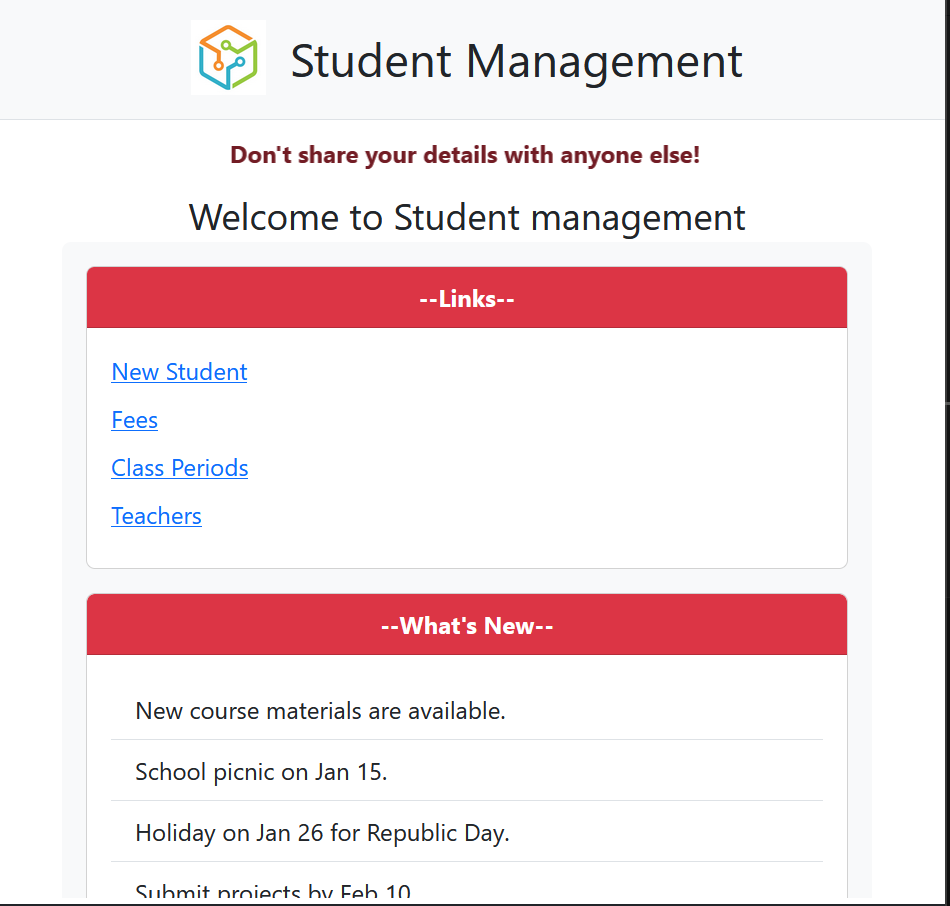 Student Management
Don't share your details with anyone else!
Welcome to Student management
--Links--
New Student
Fees
Class Periods
Teachers
--What's New--
New course materials are available.
School picnic on Jan 15.
Holiday on Jan 26 for Republic Day.
Submit projects by Feb 10